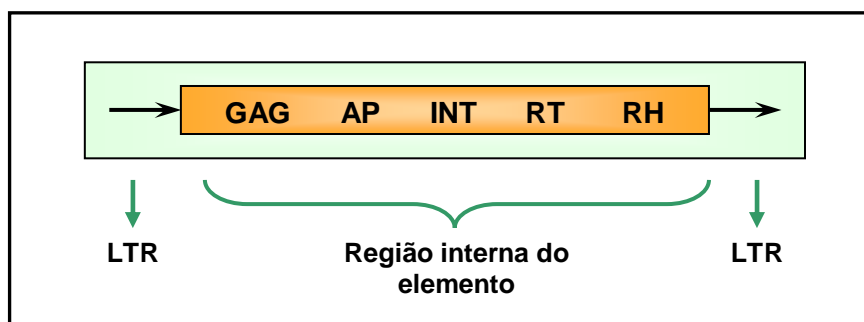 GAG AP INT RT RH
LTR Região interna do LTR
elemento